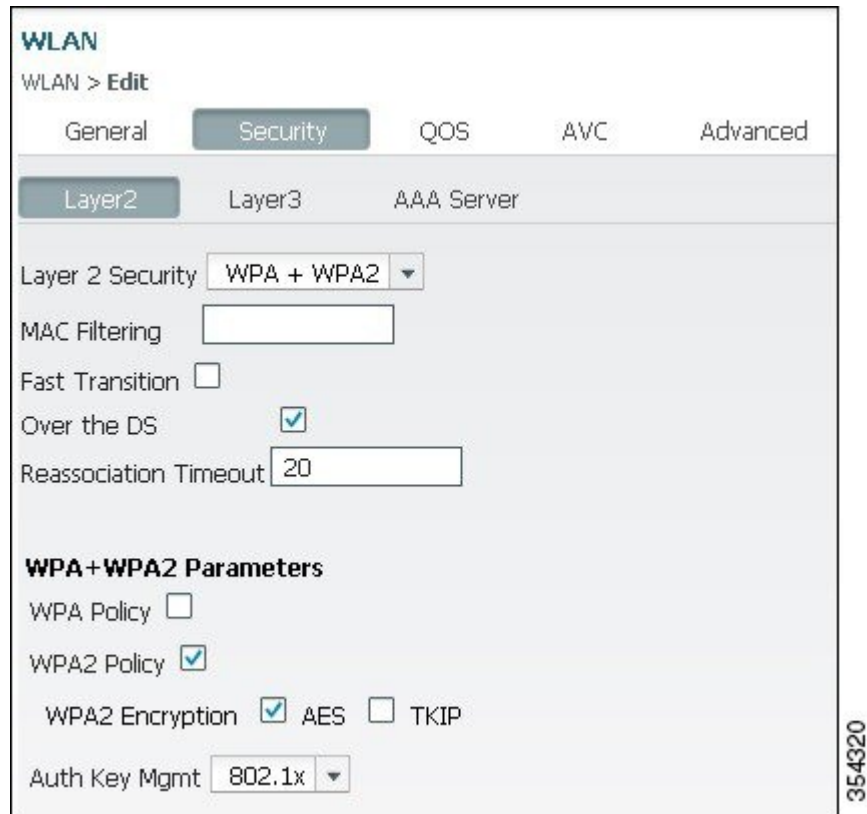 WLAN
WLAN > Edit
General Security QOS AVC Advanced
Layer2 Layer3 AAA Server
Layer 2 Security WPA + WPA2
MAC Filtering
Fast Transition
Over the DS
Reassociation Timeout 20
WPA+WPA2 Parameters
WPA Policy
WPA2 Policy
WPA2 Encryption AES TKIP
Auth Key Mgmt 802.1x
354320